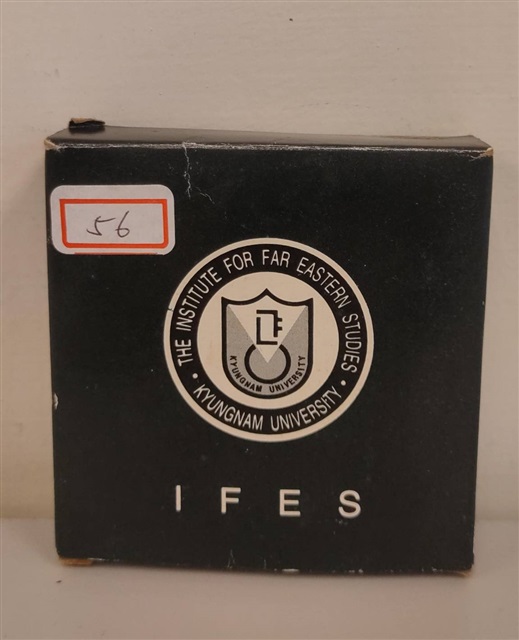 56
THE INSTITUTE FOR FAR EASTERN STUDIES
• KYUNGNAM UNIVERSITY •
KYUNGNAM UNIVERSITY
IFES